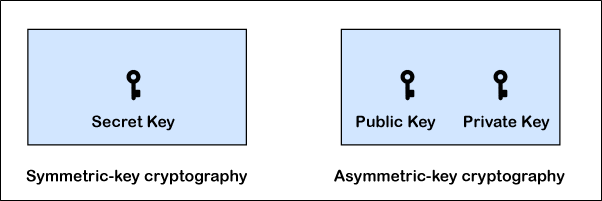 Secret Key
Public Key
Private Key
Symmetric-key cryptography
Asymmetric-key cryptography